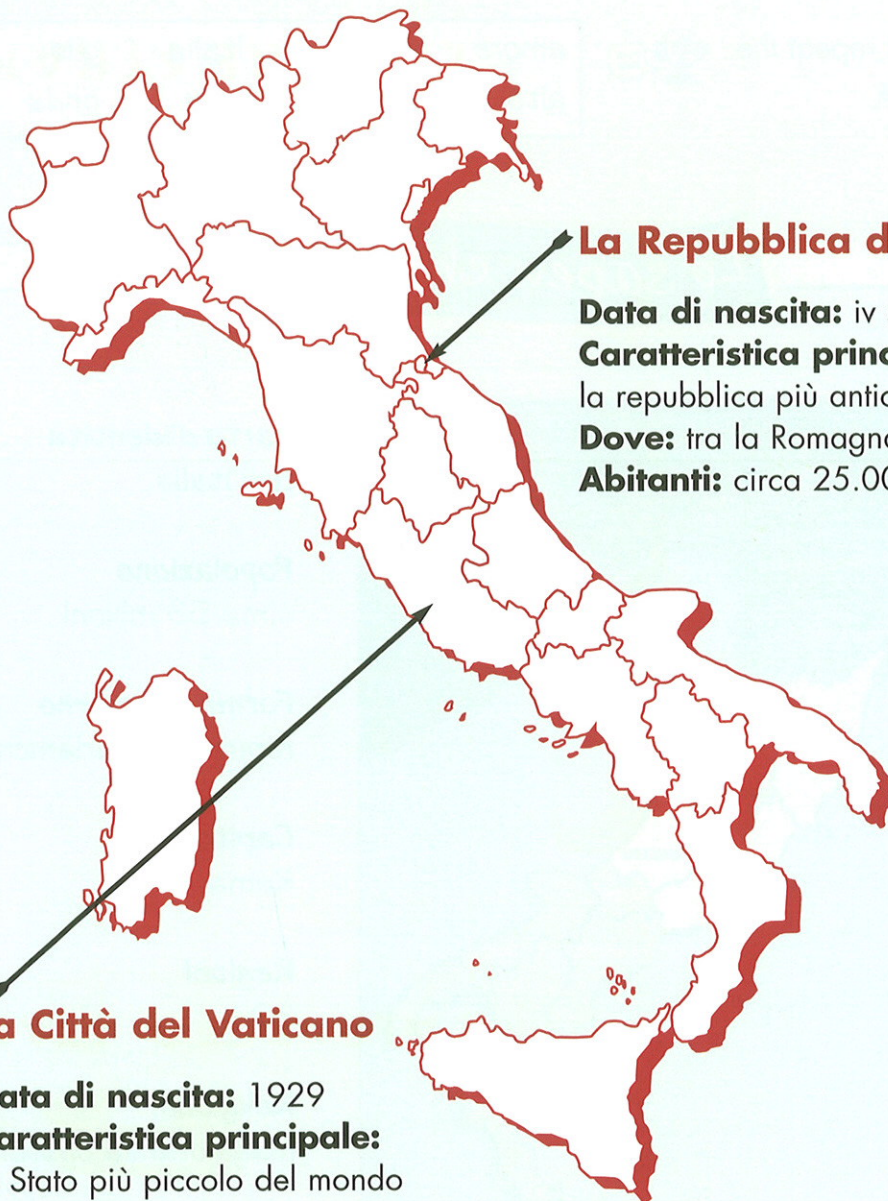 La Repubblica d
Data di nascita: iv
Caratteristica princ
la repubblica più antic
Dove: tra la Romagna
Abitanti: circa 25.00
a Città del Vaticano
ata di nascita: 1929
aratteristica principale:
Stato più piccolo del mondo